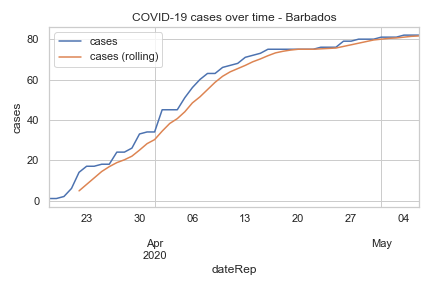 COVID-19 cases over time - Barbados
cases
cases (rolling)
80
60
40
20
0
cases
23 30 06 13 20 27 04
Apr May
2020
dateRep